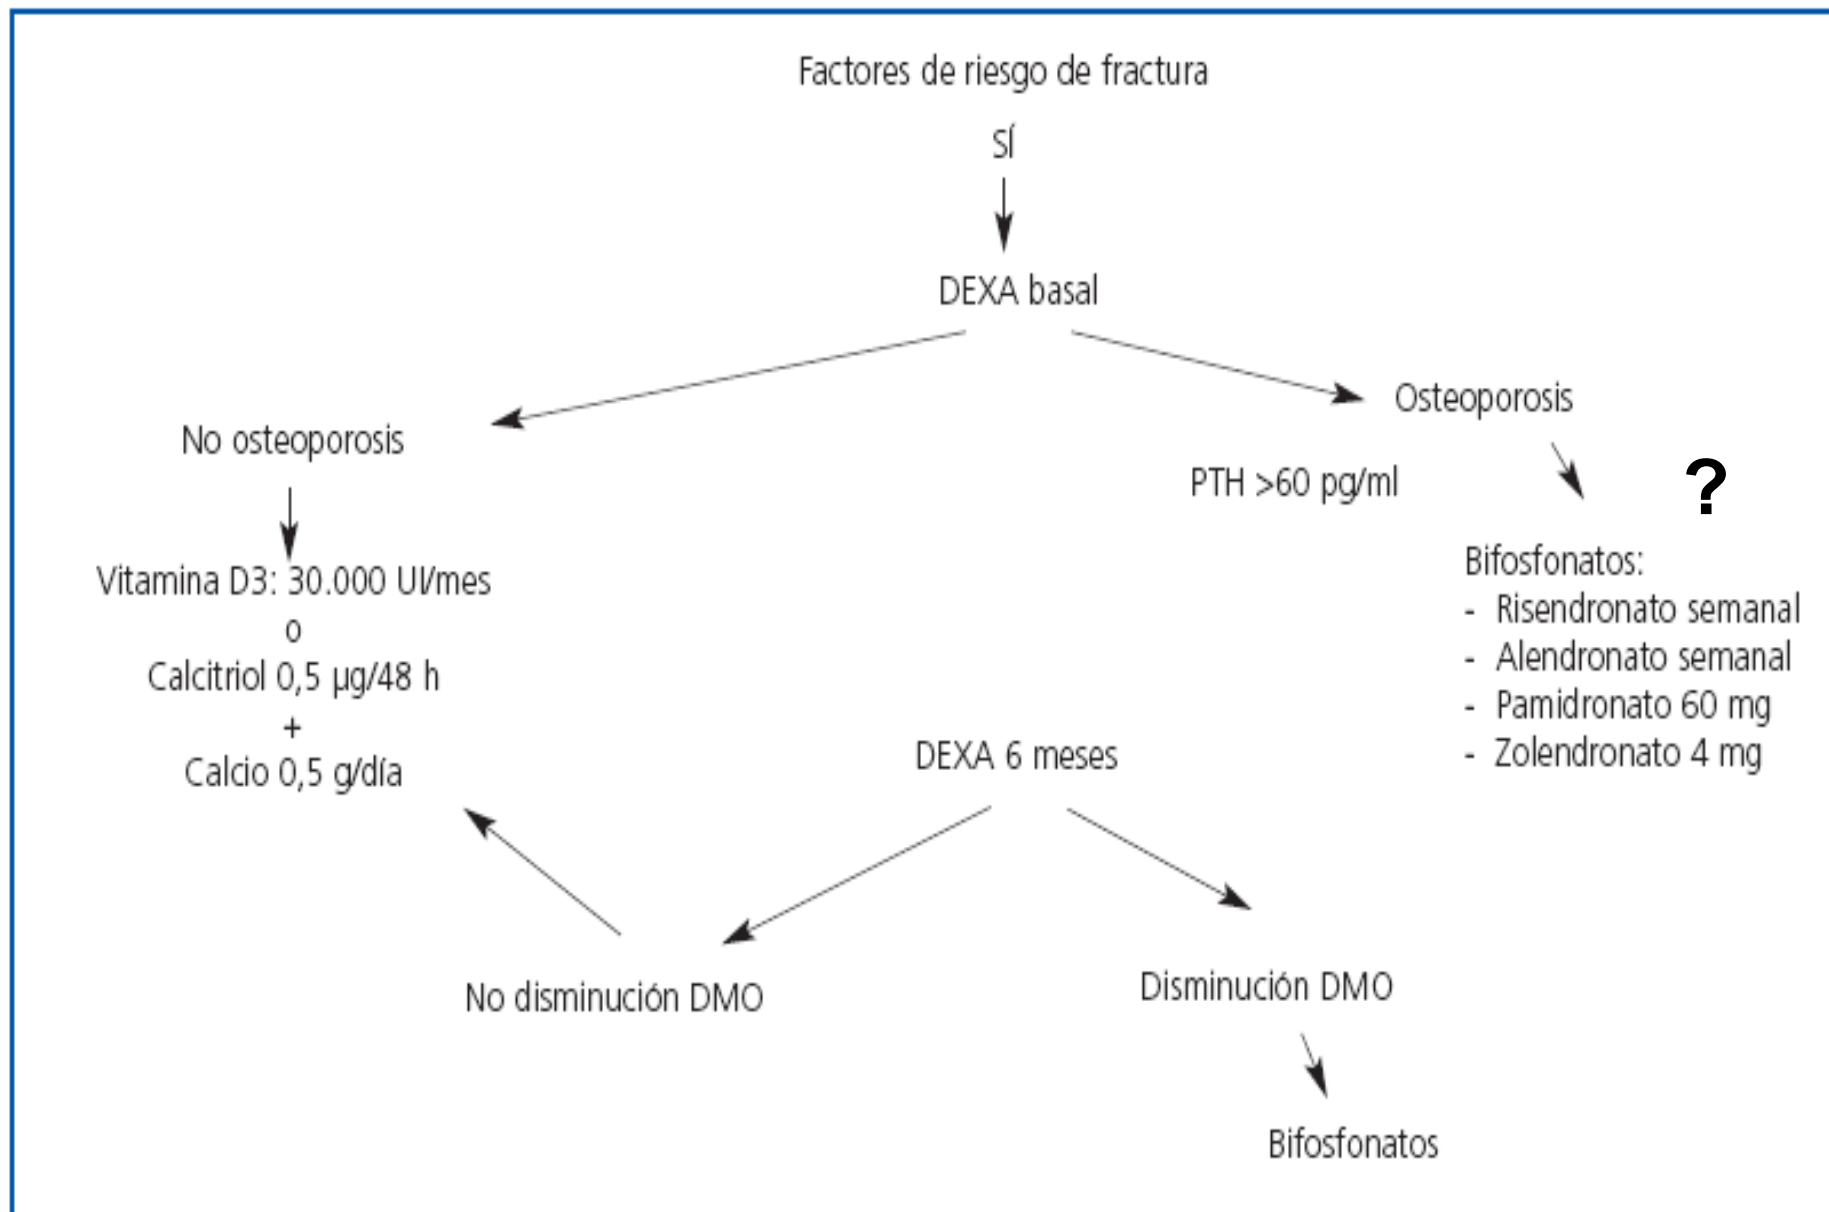 Factores de riesgo de fractura
SÍ
DEXA basal
No osteoporosis
Osteoporosis
PTH >60 pg/ml
?
Vitamina D3: 30.000 UI/mes
o
Calcitriol 0,5 µg/48 h
+
Calcio 0,5 g/día
Bifosfonatos:
- Risendronato semanal
- Alendronato semanal
- Pamidronato 60 mg
- Zolendronato 4 mg
DEXA 6 meses
No disminución DMO
Disminución DMO
Bifosfonatos